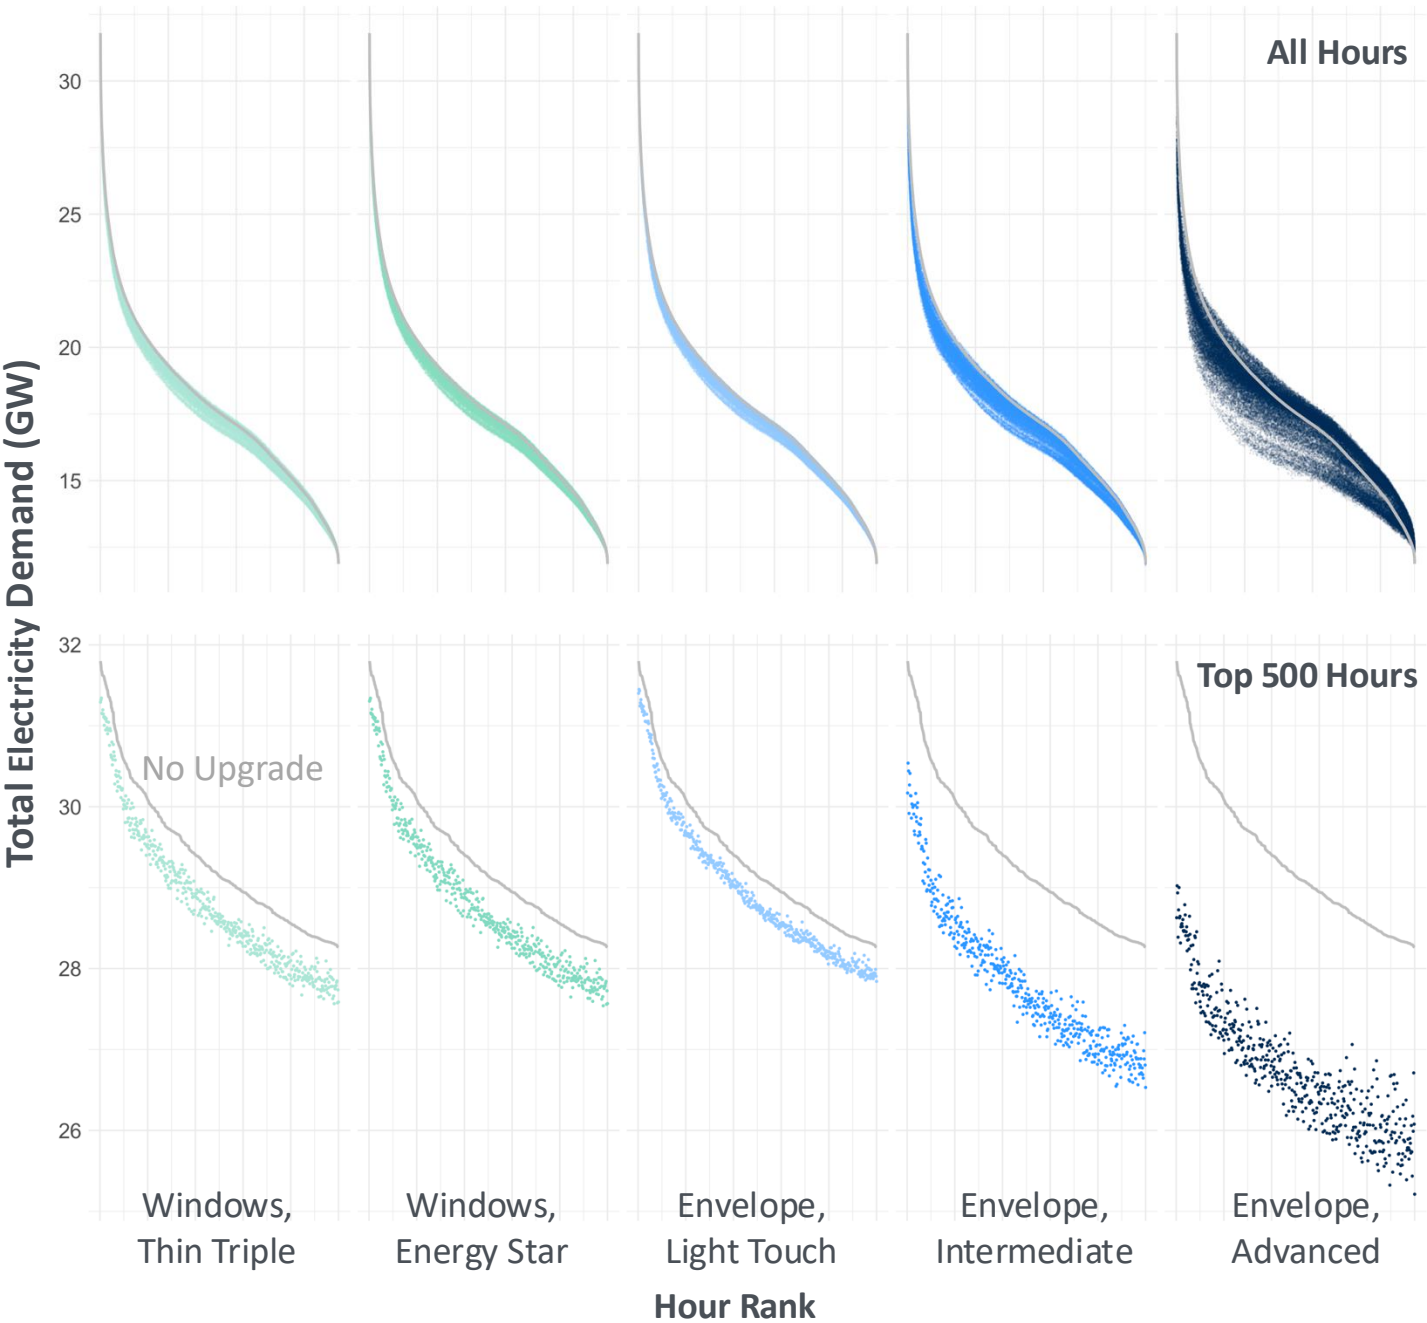 All Hours
30
25
20
15
Total Electricity Demand (GW)
32
30
28
26
Top 500 Hours
No Upgrade
Windows,
Thin Triple
Windows,
Energy Star
Envelope,
Light Touch
Envelope,
Intermediate
Envelope,
Advanced
Hour Rank